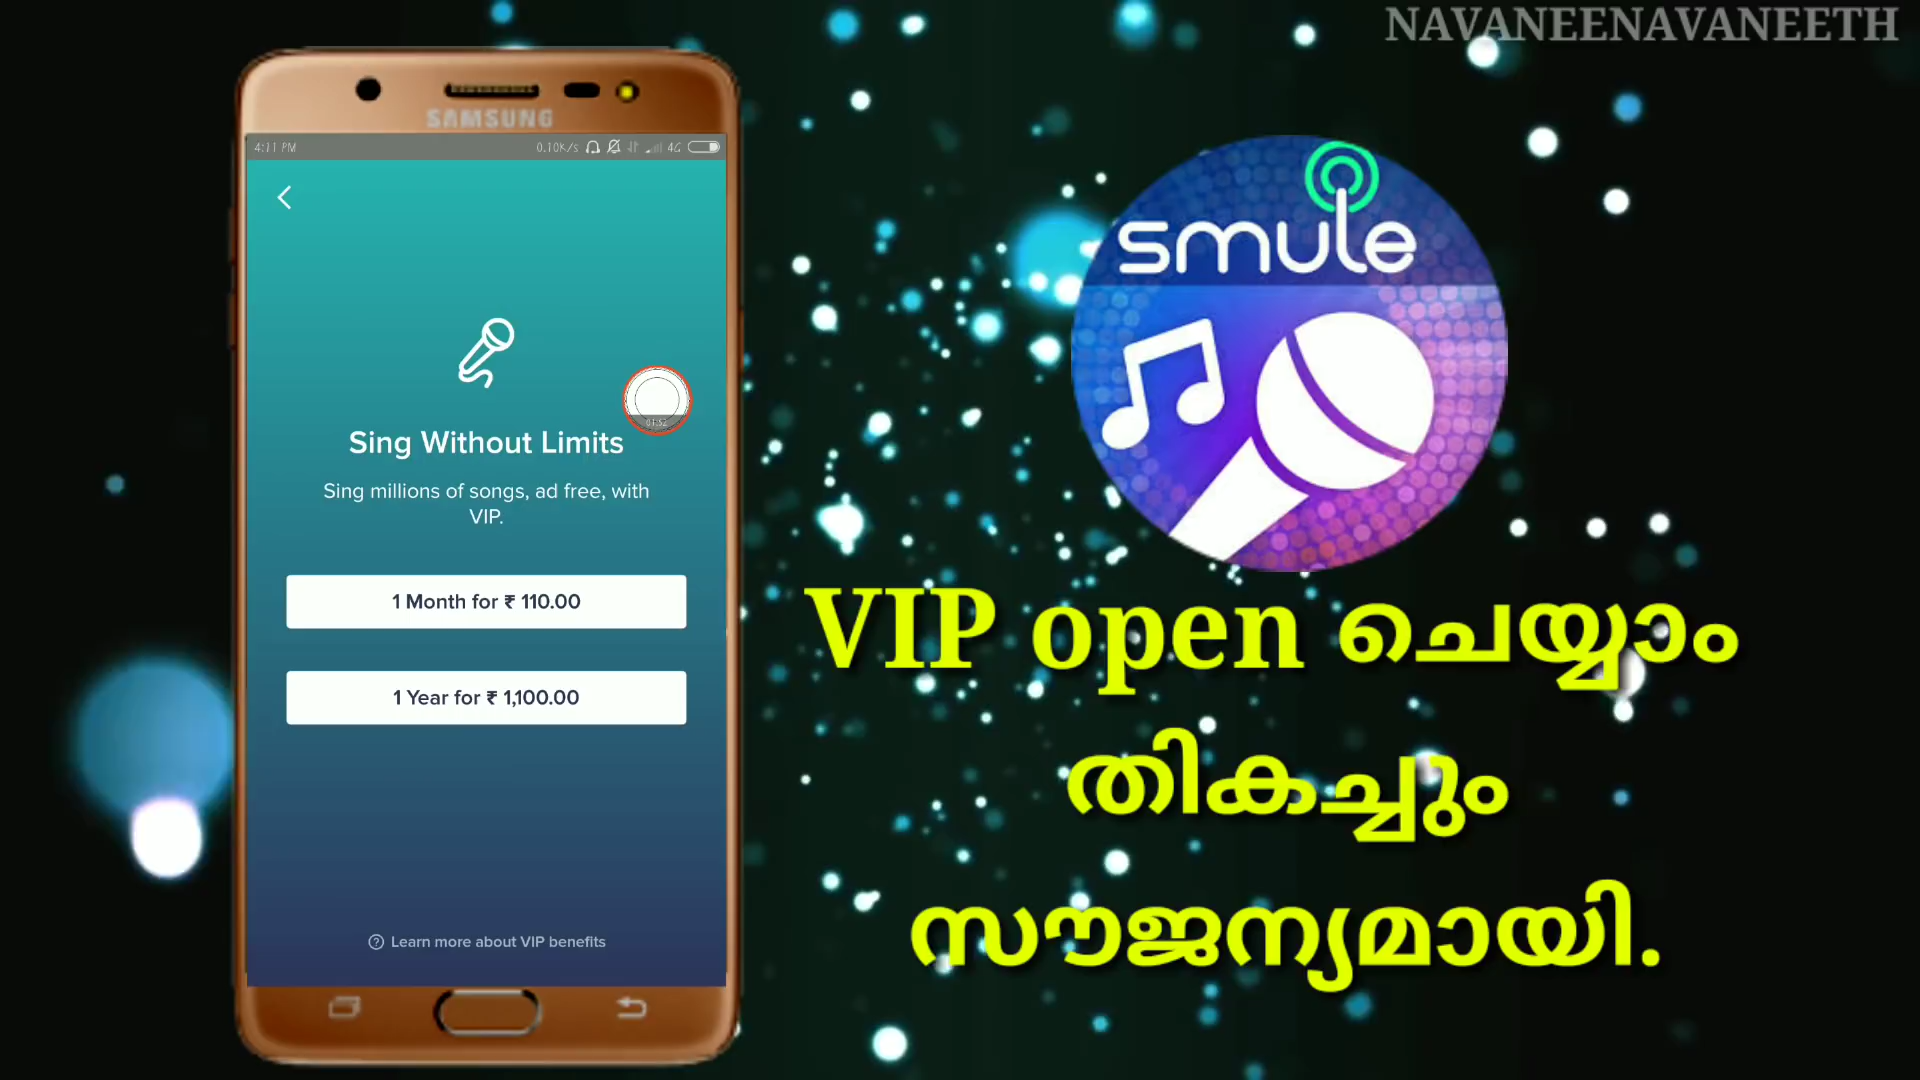 NAVANEENAVANEETH
SAMSUNG
4:11 PM
0.10K/s
4G
smule
01:52
Sing Without Limits
Sing millions of songs, ad free, with
VIP.
1 Month for ₹ 110.00
1 Year for ₹ 1,100.00
Learn more about VIP benefits
VIP open ചെയ്യാം
തികച്ചും
സൗജന്യമായി.